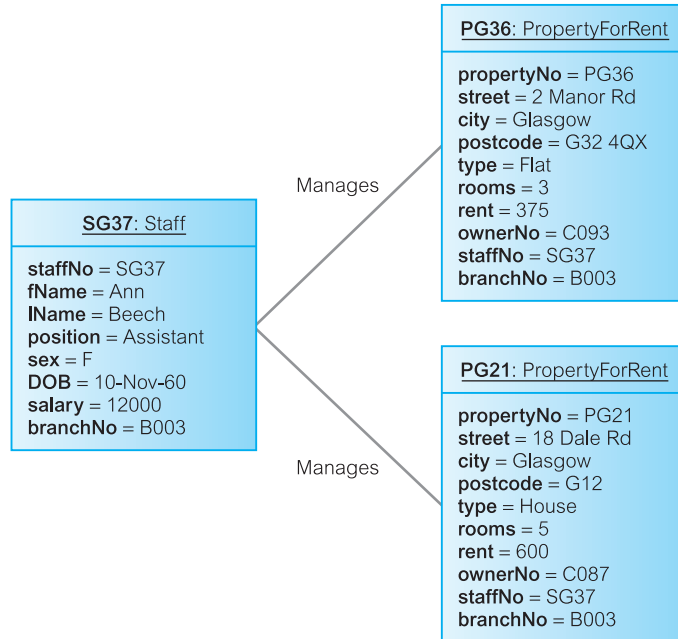 PG36: PropertyForRent
propertyNo = PG36
street = 2 Manor Rd
city = Glasgow
postcode = G32 4QX
type = Flat
rooms = 3
rent = 375
ownerNo = C093
staffNo = SG37
branchNo = B003
Manages
SG37: Staff
staffNo = SG37
fName = Ann
lName = Beech
position = Assistant
sex = F
DOB = 10-Nov-60
salary = 12000
branchNo = B003
Manages
PG21: PropertyForRent
propertyNo = PG21
street = 18 Dale Rd
city = Glasgow
postcode = G12
type = House
rooms = 5
rent = 600
ownerNo = C087
staffNo = SG37
branchNo = B003